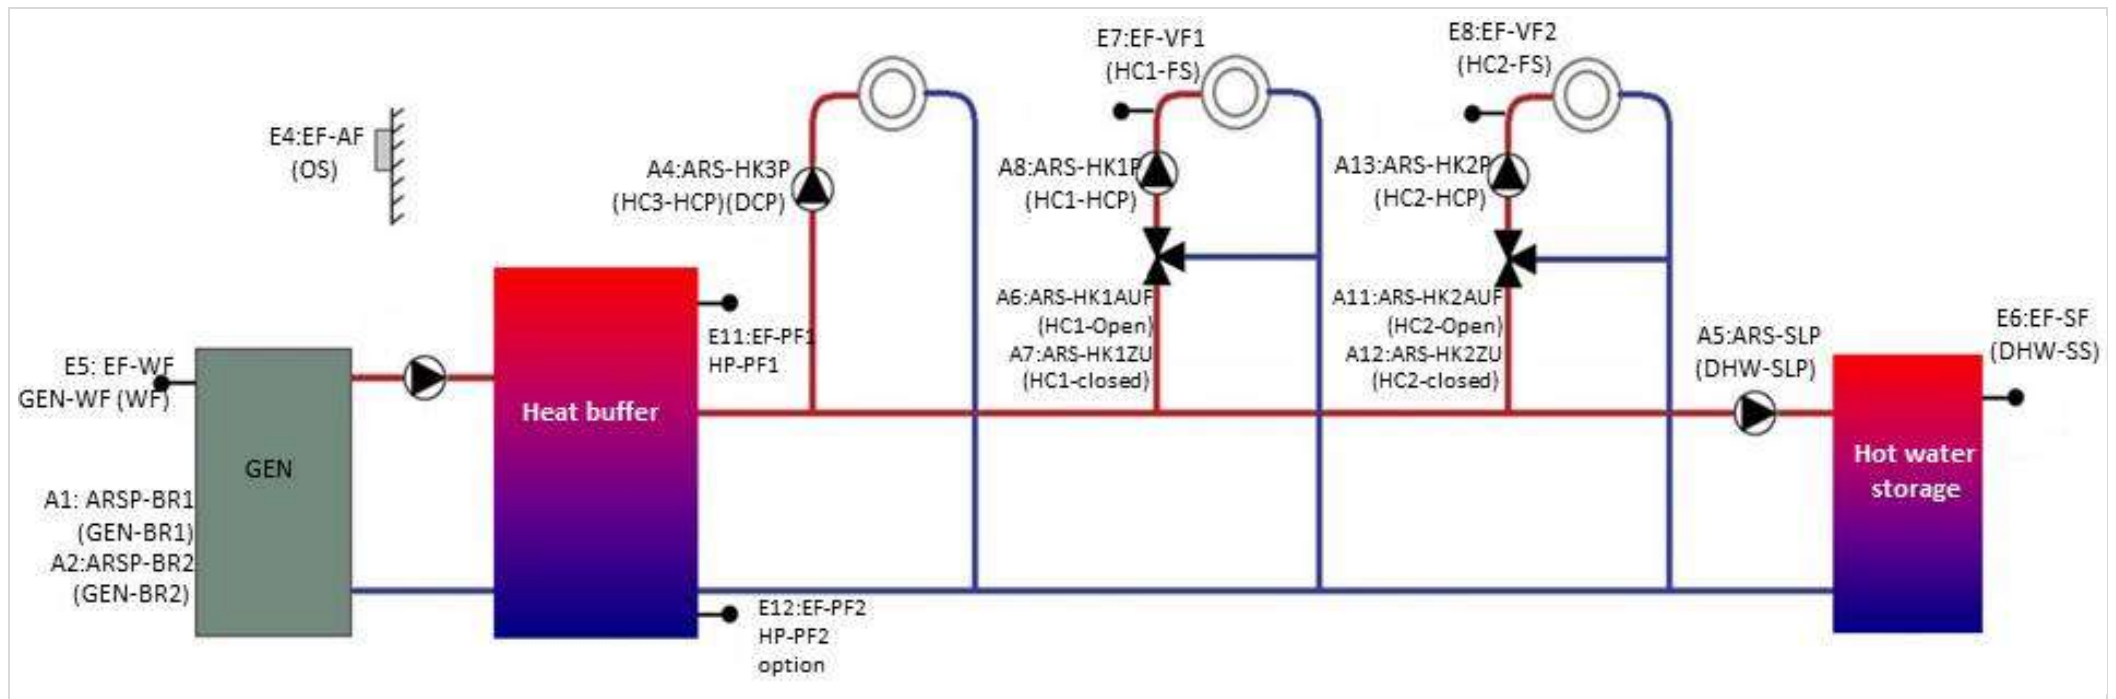 E4:EF-AF
(OS)
A4:ARS-HK3P
(HC3-HCP)(DCP)
E7:EF-VF1
(HC1-FS)
A8:ARS-HK1P
(HC1-HCP)
E8:EF-VF2
(HC2-FS)
A13:ARS-HK2P
(HC2-HCP)
A6:ARS-HK1AUF
(HC1-Open)
A7:ARS-HK1ZU
(HC1-closed)
A11:ARS-HK2AUF
(HC2-Open)
A12:ARS-HK2ZU
(HC2-closed)
A5:ARS-SLP
(DHW-SLP)
E6:EF-SF
(DHW-SS)
E5: EF-WF
GEN-WF (WF)
GEN
A1: ARSP-BR1
(GEN-BR1)
A2:ARSP-BR2
(GEN-BR2)
Heat buffer
E11:EF-PF1
HP-PF1
E12:EF-PF2
HP-PF2
option
Hot water
storage